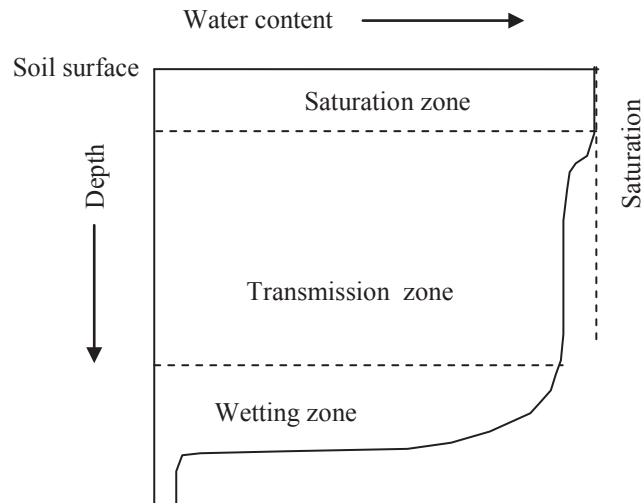 Water content
Soil surface
Saturation zone
Saturation
Depth
Transmission zone
Wetting zone